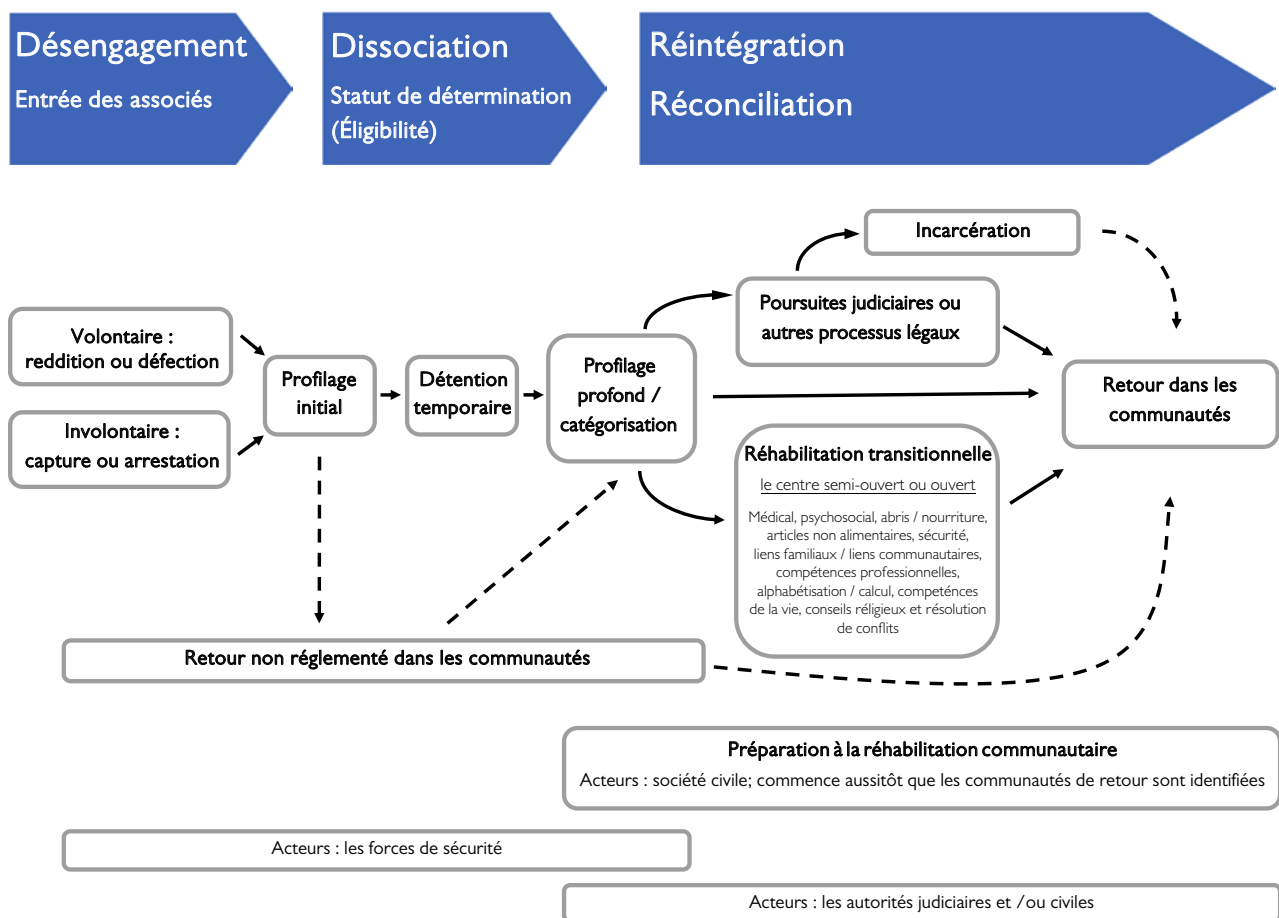 Désengagement
Entrée des associés
Dissociation
Statut de détermination
(Éligibilité)
Réintégration
Réconciliation
Incarcération
Poursuites judiciaires ou
autres processus légaux
Volontaire :
reddition ou défection
Involontaire :
capture ou arrestation
Profilage
initial
Détention
temporaire
Profilage
profond /
catégorisation
Retour dans les
communautés
Réhabilitation transitionnelle
le centre semi-ouvert ou ouvert
Médical, psychosocial, abris / nourriture,
articles non alimentaires, sécurité,
liens familiaux / liens communautaires,
compétences professionnelles,
alphabétisation / calcul, competénces
de la vie, conseils réligieux et résolution
de conflits
Retour non réglementé dans les communautés
Préparation à la réhabilitation communautaire
Acteurs : société civile; commence aussitôt que les communautés de retour sont identifiées
Acteurs : les forces de sécurité
Acteurs : les autorités judiciaires et /ou civiles